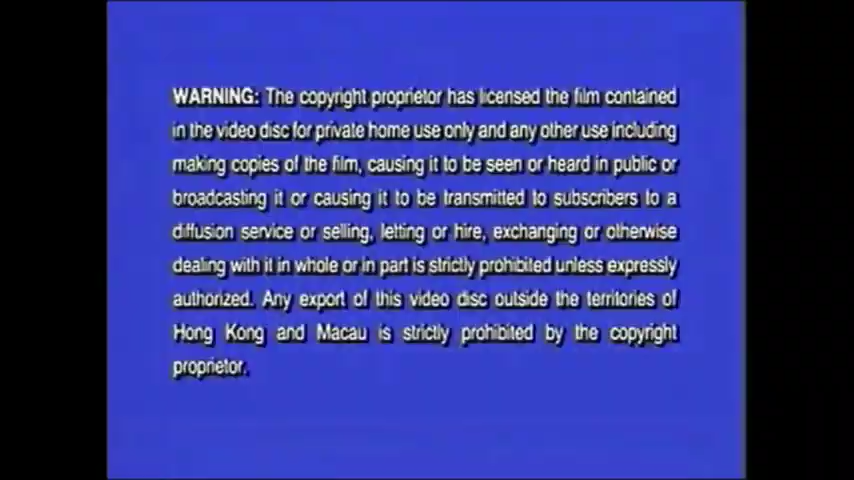 WARNING: The copyright proprietor has licensed the film contained
in the video disc for private home use only and any other use including
making copies of the film, causing it to be seen or heard in public or
broadcasting it or causing it to be transmitted to subscribers to a
diffusion service or selling, letting or hire, exchanging or otherwise
dealing with it in whole or in part is strictly prohibited unless expressly
authorized. Any export of this video disc outside the territories of
Hong Kong and Macau is strictly prohibited by the copyright
proprietor.